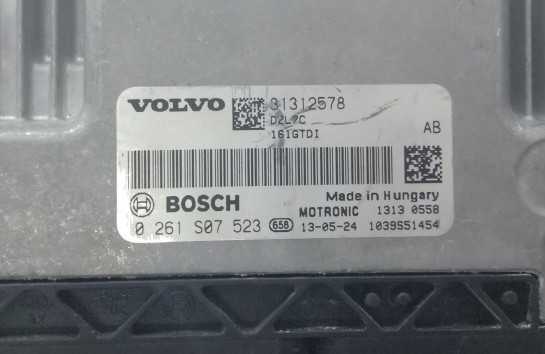 VOLVO 31312578
D2L7C
161GTDI
AB
BOSCH Made in Hungary
MOTRONIC 1313 0558
0 261 S07 523 658 13-05-24 1039S51454